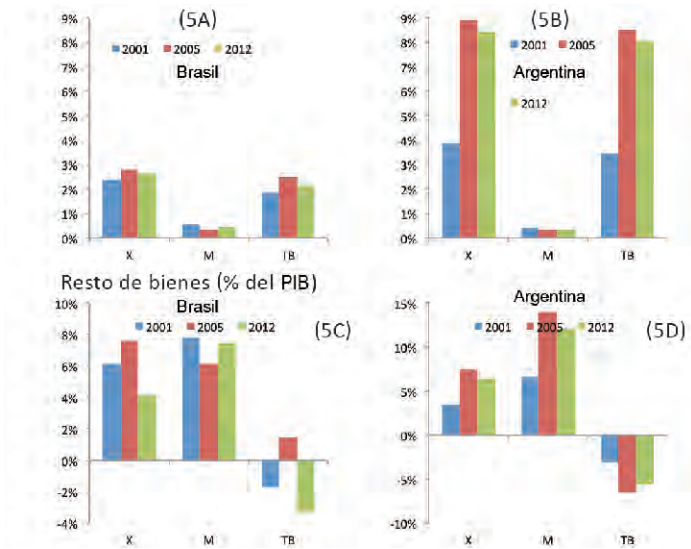 (5A)
9%
8%
7%
6%
5%
4%
3%
2%
1%
0%
2001 2005 2012
Brasil
X M TB
(5B)
9%
8%
7%
6%
5%
4%
3%
2%
1%
0%
2001 2005
Argentina
2012
X M TB
Resto de bienes (% del PIB)
Brasil
10%
8%
6%
4%
2%
0%
-2%
-4%
2001 2005 2012
(5C)
X M TB
Argentina
15%
10%
5%
0%
-5%
-10%
2001 2005 2012
(5D)
X M TB